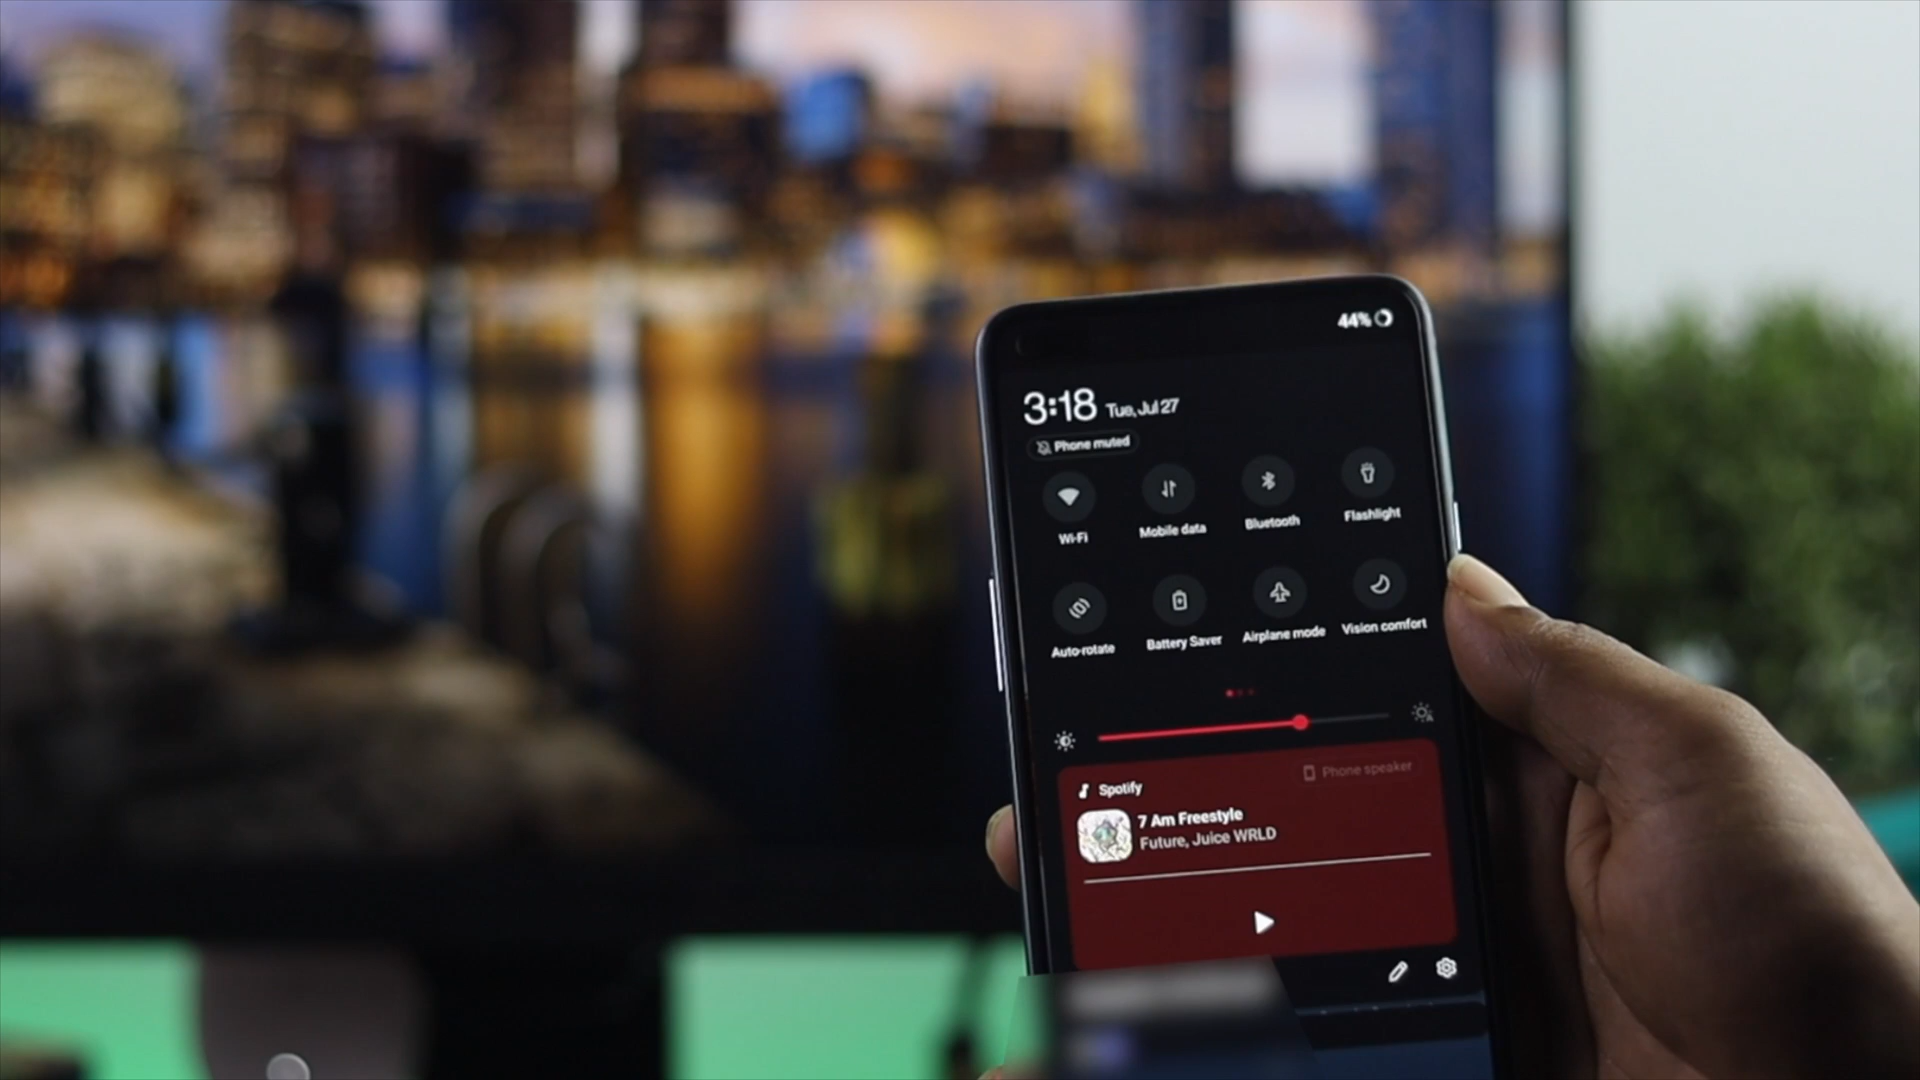 44%
3:18 Tue, Jul 27
Phone muted
Wi-Fi Mobile data Bluetooth Flashlight
Auto-rotate Battery Saver Airplane mode Vision comfort
Spotify Phone speaker
7 Am Freestyle
Future, Juice WRLD